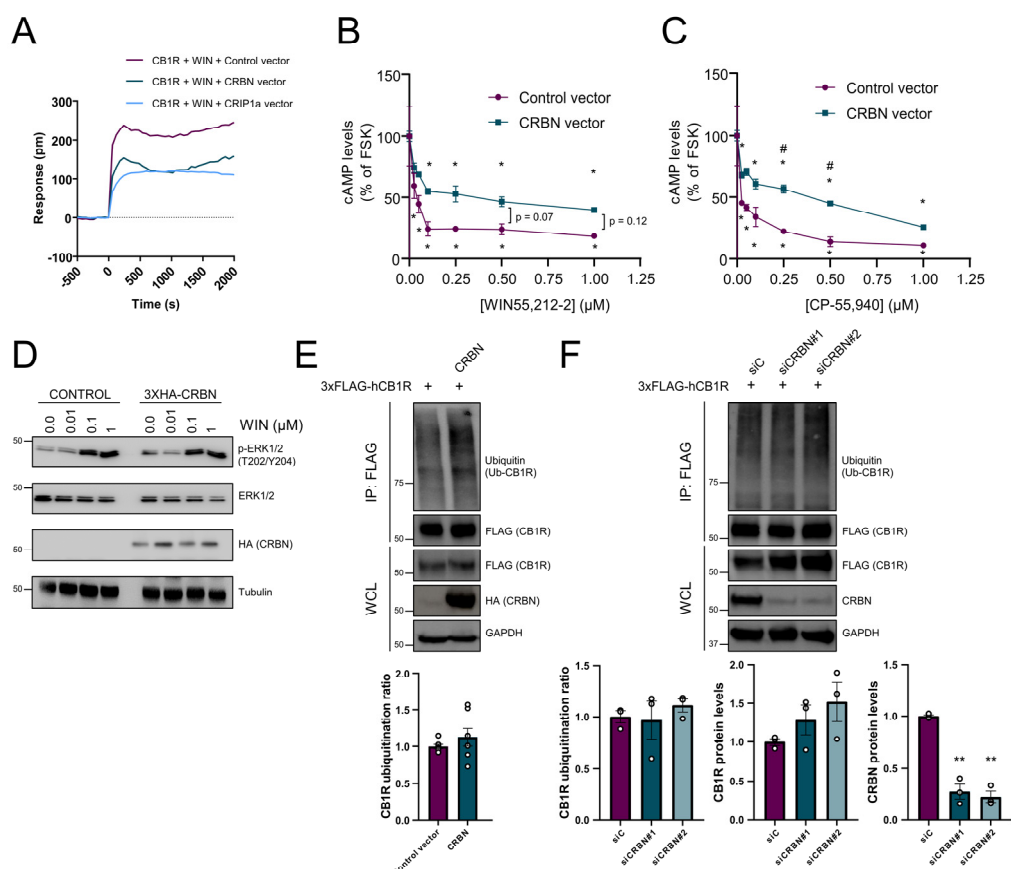 A
CB1R + WIN + Control vector
CB1R + WIN + CRBN vector
CB1R + WIN + CRIP1a vector
Response (pm)
300
200
100
0
-100
-500
0
500
1000
1500
2000
Time (s)
B
cAMP levels
(% of FSK)
150
100
50
0
Control vector
CRBN vector
* * * *
p = 0.07
p = 0.12
* * * * * *
0.00 0.25 0.50 0.75 1.00 1.25
[WIN55,212-2] (µM)
C
cAMP levels
(% of FSK)
150
100
50
0
Control vector
CRBN vector
# #
* * * * *
* * * * * *
0.00 0.25 0.50 0.75 1.00 1.25
[CP-55,940] (µM)
D
CONTROL 3XHA-CRBN
0.0 0.01 0.1 1 0.0 0.01 0.1 1 WIN (µM)
50 p-ERK1/2
(T202/Y204)
50 ERK1/2
60 HA (CRBN)
50 Tubulin
E
CRBN
3xFLAG-hCB1R + +
IP: FLAG
75
Ubiquitin
(Ub-CB1R)
50 FLAG (CB1R)
WCL
50 FLAG (CB1R)
50 HA (CRBN)
50 GAPDH
CB1R ubiquitination ratio
2.0
1.5
1.0
0.5
0.0
Control vector
CRBN
F
siC siCRBN#1 siCRBN#2
3xFLAG-hCB1R + + +
IP: FLAG
75
Ubiquitin
(Ub-CB1R)
50 FLAG (CB1R)
WCL
50 FLAG (CB1R)
50 CRBN
37 GAPDH
CB1R ubiquitination ratio
1.5
1.0
0.5
0.0
siC
siCRBN#1
siCRBN#2
CB1R protein levels
2.0
1.5
1.0
0.5
0.0
siC
siCRBN#1
siCRBN#2
CRBN protein levels
1.5
1.0
0.5
0.0
** **
siC
siCRBN#1
siCRBN#2